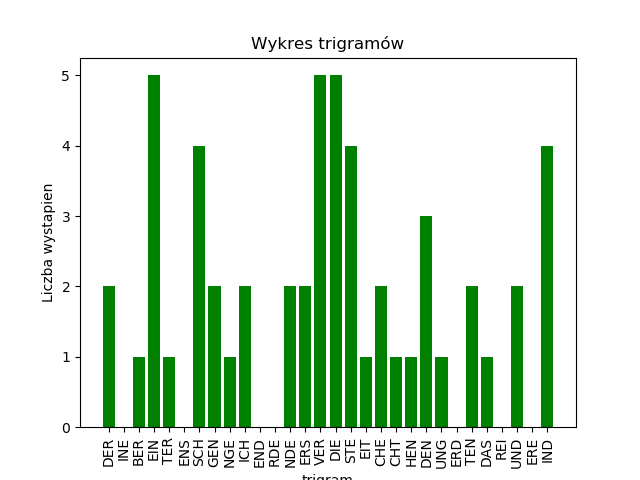 Wykres trigramów
Liczba wystapien
5
4
3
2
1
0
DER INE BER EIN TER ENS SCH GEN NGE ICH END RDE NDE ERS VER DIE STE EIT CHE CHT HEN DEN UNG ERD TEN DAS REI UND ERE IND
trigram